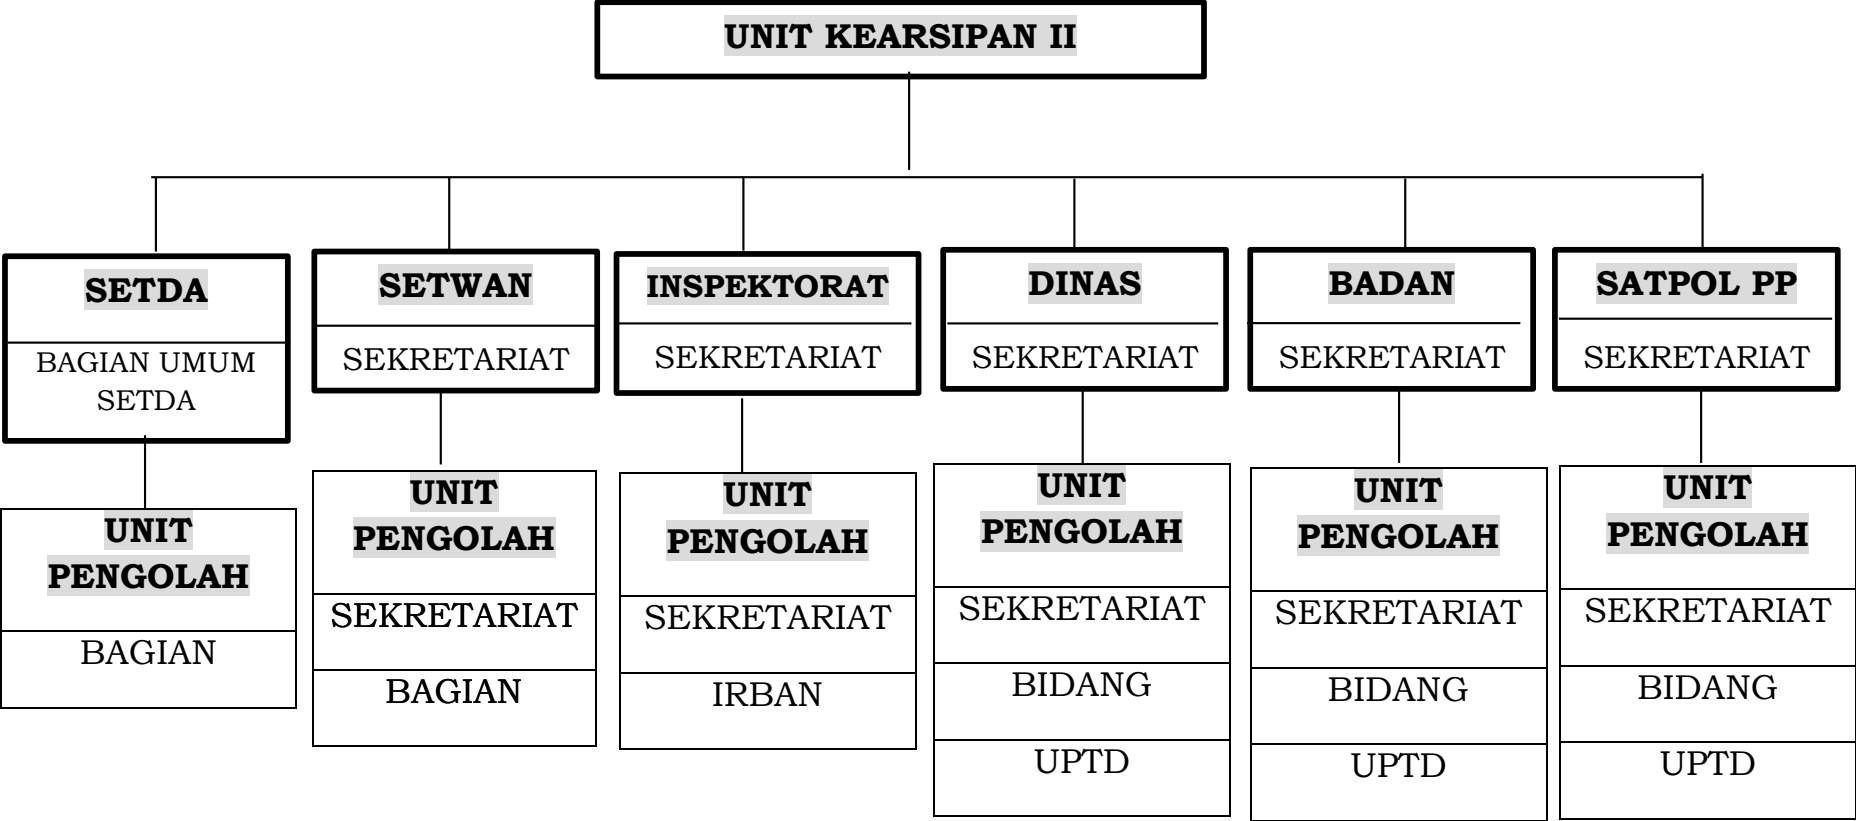 UNIT KEARSIPAN II
SETDA
BAGIAN UMUM
SETDA
SETWAN
SEKRETARIAT
INSPEKTORAT
SEKRETARIAT
DINAS
SEKRETARIAT
BADAN
SEKRETARIAT
SATPOL PP
SEKRETARIAT
UNIT
PENGOLAH
BAGIAN
UNIT
PENGOLAH
SEKRETARIAT
BAGIAN
UNIT
PENGOLAH
SEKRETARIAT
IRBAN
UNIT
PENGOLAH
SEKRETARIAT
BIDANG
UPTD
UNIT
PENGOLAH
SEKRETARIAT
BIDANG
UPTD
UNIT
PENGOLAH
SEKRETARIAT
BIDANG
UPTD